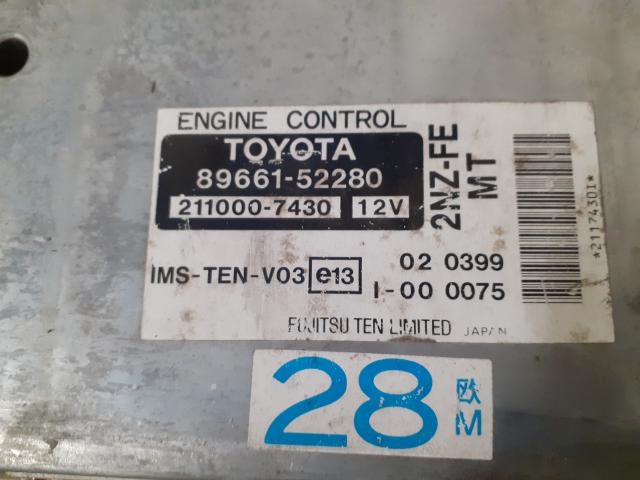 ENGINE CONTROL
TOYOTA
89661-52280
211000-7430 12V
2NZ-FE
MT
*21174301*
IMS-TEN-V03 e13 02 0399
I-00 0075
FUJITSU TEN LIMITED JAPAN
28 欧
M